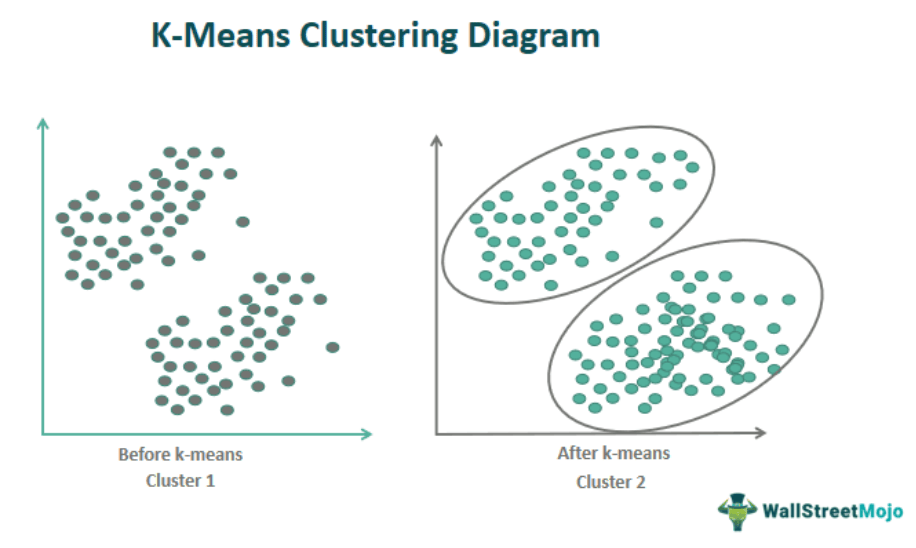 K-Means Clustering Diagram
Before k-means
Cluster 1
After k-means
Cluster 2
WallStreetMojo